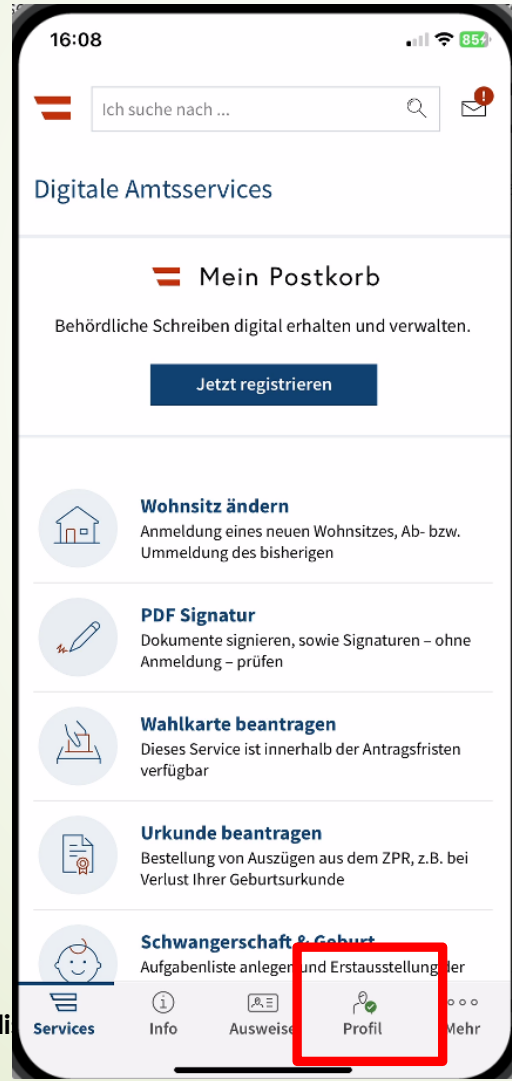 16:08
85
Ich suche nach ...
Digitale Amtsservices
Mein Postkorb
Behördliche Schreiben digital erhalten und verwalten.
Jetzt registrieren
Wohnsitz ändern
Anmeldung eines neuen Wohnsitzes, Ab- bzw.
Ummeldung des bisherigen
PDF Signatur
Dokumente signieren, sowie Signaturen – ohne
Anmeldung – prüfen
Wahlkarte beantragen
Dieses Service ist innerhalb der Antragsfristen
verfügbar
Urkunde beantragen
Bestellung von Auszügen aus dem ZPR, z.B. bei
Verlust Ihrer Geburtsurkunde
Schwangerschaft & Geburt
Aufgabenliste anlegen und Erstausstellung der
Services Info Ausweise Profil Mehr